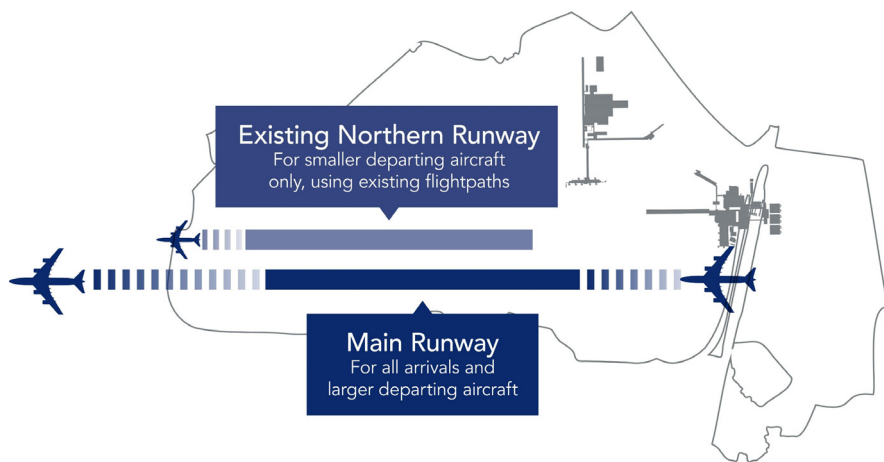 Existing Northern Runway
For smaller departing aircraft
only, using existing flightpaths
Main Runway
For all arrivals and
larger departing aircraft